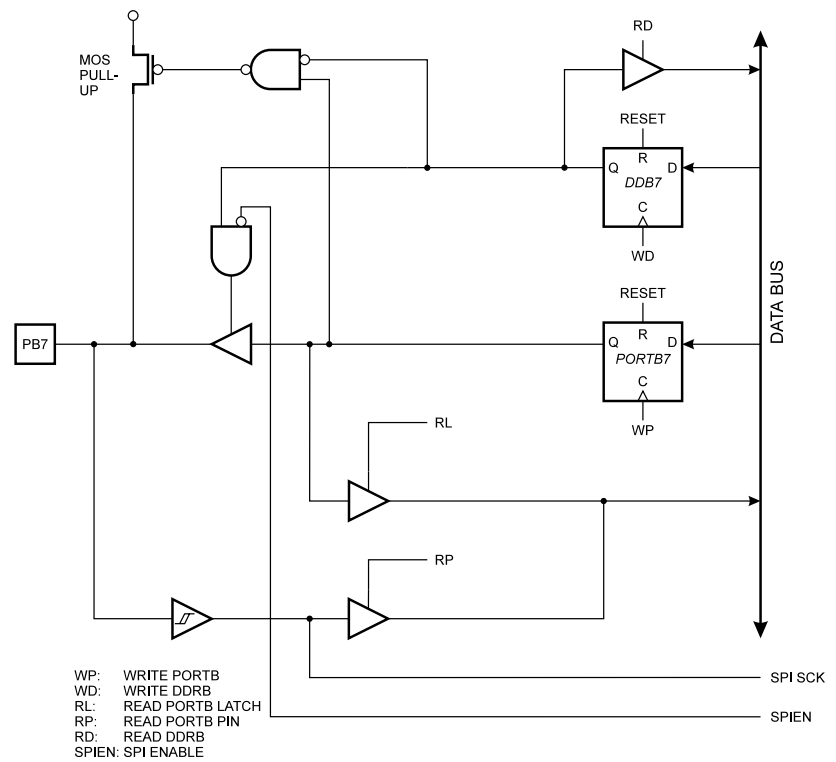 RD
MOS
PULL-
UP
RESET
R
Q
D
DDB7
C
WD
DATA BUS
RESET
R
Q
D
PB7
PORTB7
C
WP
RL
RP
WP: WRITE PORTB
WD: WRITE DDRB
RL: READ PORTB LATCH
RP: READ PORTB PIN
RD: READ DDRB
SPIEN: SPI ENABLE
SPI SCK
SPIEN